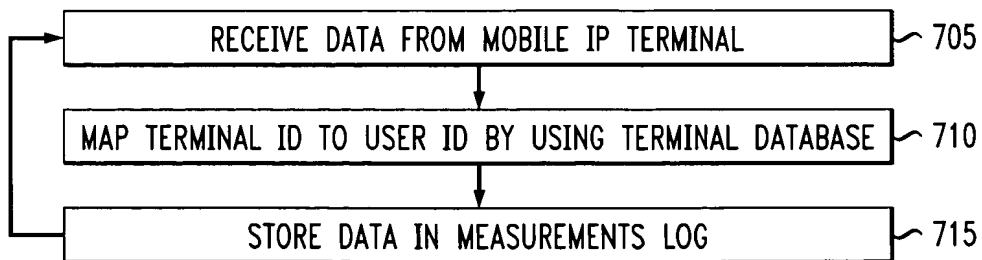 RECEIVE DATA FROM MOBILE IP TERMINAL 705
MAP TERMINAL ID TO USER ID BY USING TERMINAL DATABASE 710
STORE DATA IN MEASUREMENTS LOG 715